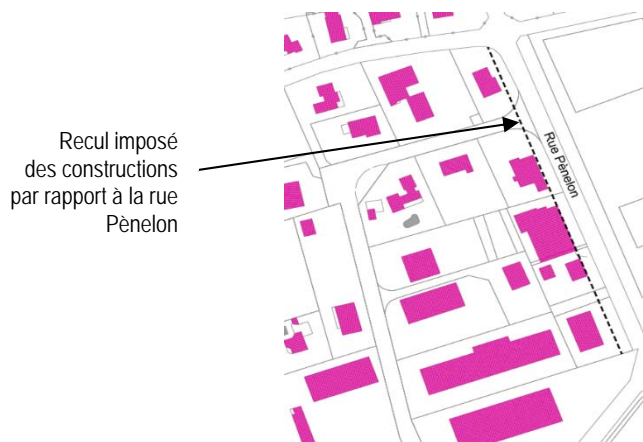 Recul imposé
des constructions
par rapport à la rue
Pènelon
Rue Pènelon